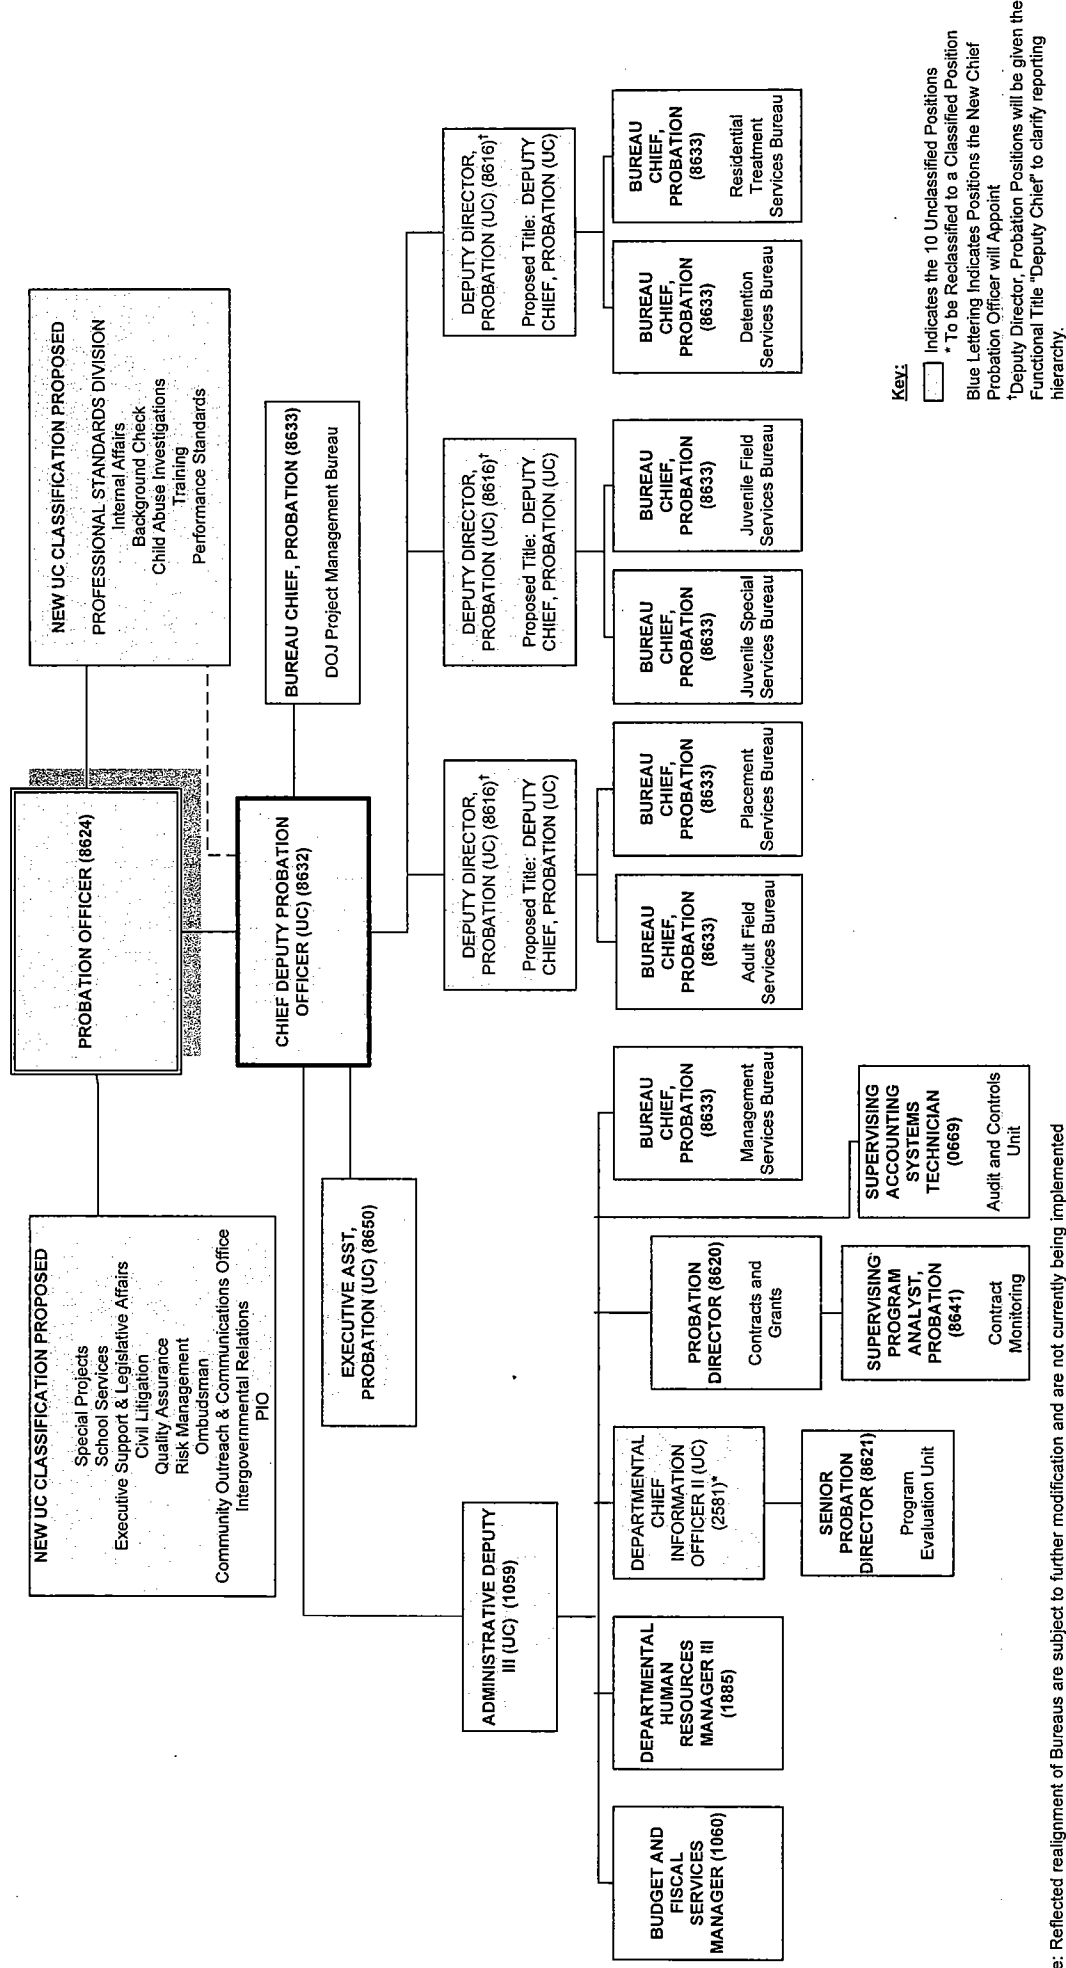 PROBATION OFFICER (8624)
NEW UC CLASSIFICATION PROPOSED
Special Projects
School Services
Executive Support & Legislative Affairs
Civil Litigation
Quality Assurance
Risk Management
Ombudsman
Community Outreach & Communications Office
Intergovernmental Relations
PIO
NEW UC CLASSIFICATION PROPOSED
PROFESSIONAL STANDARDS DIVISION
Internal Affairs
Background Check
Child Abuse Investigations
Training
Performance Standards
CHIEF DEPUTY PROBATION
OFFICER (UC) (8632)
EXECUTIVE ASST,
PROBATION (UC) (8650)
BUREAU CHIEF, PROBATION (8633)
DOJ Project Management Bureau
ADMINISTRATIVE DEPUTY
III (UC) (1059)
DEPUTY DIRECTOR,
PROBATION (UC) (8616)†
Proposed Title: DEPUTY
CHIEF, PROBATION (UC)
DEPUTY DIRECTOR,
PROBATION (UC) (8616)†
Proposed Title: DEPUTY
CHIEF, PROBATION (UC)
DEPUTY DIRECTOR,
PROBATION (UC) (8616)†
Proposed Title: DEPUTY
CHIEF, PROBATION (UC)
BUDGET AND
FISCAL
SERVICES
MANAGER (1060)
DEPARTMENTAL
HUMAN
RESOURCES
MANAGER III
(1885)
DEPARTMENTAL
CHIEF
INFORMATION
OFFICER II (UC)
(2581)*
SENIOR
PROBATION
DIRECTOR (8621)
Program
Evaluation Unit
PROBATION
DIRECTOR (8620)
Contracts and
Grants
SUPERVISING
PROGRAM
ANALYST,
PROBATION
(8641)
Contract
Monitoring
SUPERVISING
ACCOUNTING
SYSTEMS
TECHNICIAN
(0669)
Audit and Controls
Unit
BUREAU
CHIEF,
PROBATION
(8633)
Management
Services Bureau
BUREAU
CHIEF,
PROBATION
(8633)
Adult Field
Services Bureau
BUREAU
CHIEF,
PROBATION
(8633)
Placement
Services Bureau
BUREAU
CHIEF,
PROBATION
(8633)
Juvenile Special
Services Bureau
BUREAU
CHIEF,
PROBATION
(8633)
Juvenile Field
Services Bureau
BUREAU
CHIEF,
PROBATION
(8633)
Detention
Services Bureau
BUREAU
CHIEF,
PROBATION
(8633)
Residential
Treatment
Services Bureau
Key:
Indicates the 10 Unclassified Positions
* To be Reclassified to a Classified Position
Blue Lettering Indicates Positions the New Chief
Probation Officer will Appoint
†Deputy Director, Probation Positions will be given the
Functional Title "Deputy Chief" to clarify reporting
hierarchy.
e: Reflected realignment of Bureaus are subject to further modification and are not currently being implemented